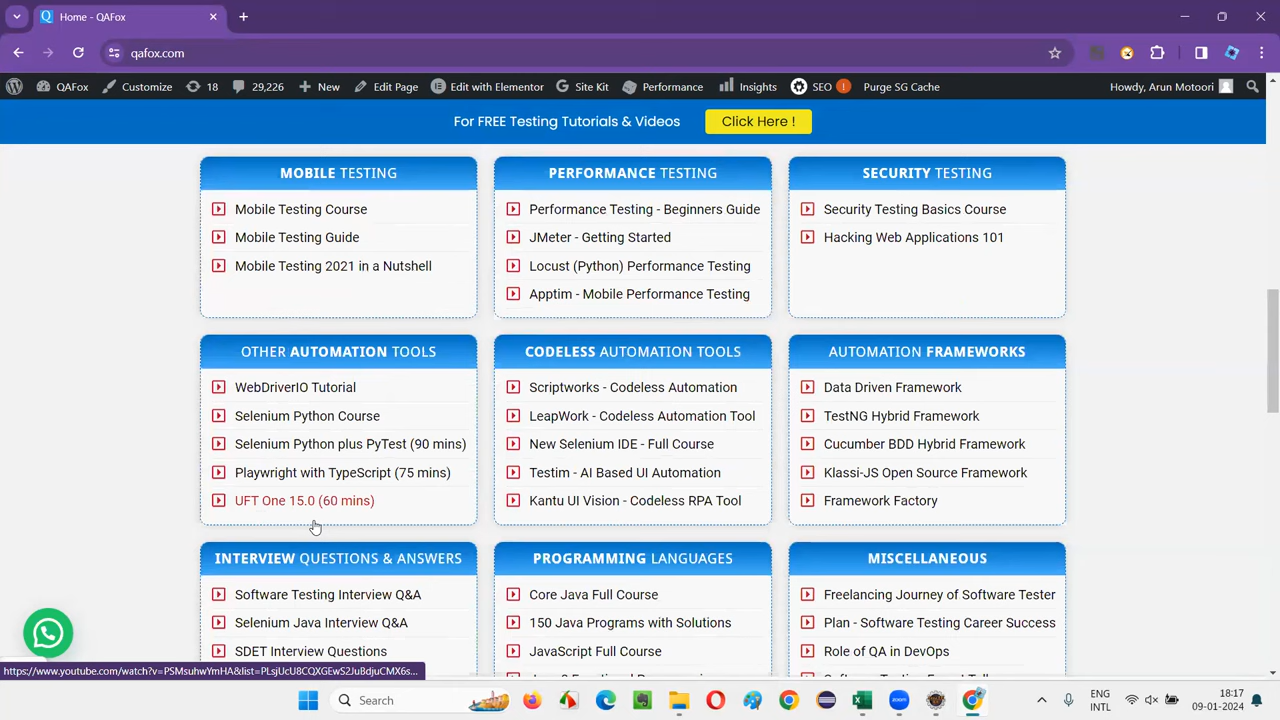 Home - QAFox
qafox.com
QAFox Customize 18 29,226 New Edit Page Edit with Elementor Site Kit Performance Insights SEO ! Purge SG Cache Howdy, Arun Motoori
For FREE Testing Tutorials & Videos Click Here !
MOBILE TESTING
Mobile Testing Course
Mobile Testing Guide
Mobile Testing 2021 in a Nutshell
PERFORMANCE TESTING
Performance Testing - Beginners Guide
JMeter - Getting Started
Locust (Python) Performance Testing
Apptim - Mobile Performance Testing
SECURITY TESTING
Security Testing Basics Course
Hacking Web Applications 101
OTHER AUTOMATION TOOLS
WebDriverIO Tutorial
Selenium Python Course
Selenium Python plus PyTest (90 mins)
Playwright with TypeScript (75 mins)
UFT One 15.0 (60 mins)
CODELESS AUTOMATION TOOLS
Scriptworks - Codeless Automation
LeapWork - Codeless Automation Tool
New Selenium IDE - Full Course
Testim - AI Based UI Automation
Kantu UI Vision - Codeless RPA Tool
AUTOMATION FRAMEWORKS
Data Driven Framework
TestNG Hybrid Framework
Cucumber BDD Hybrid Framework
Klassi-JS Open Source Framework
Framework Factory
INTERVIEW QUESTIONS & ANSWERS
Software Testing Interview Q&A
Selenium Java Interview Q&A
SDET Interview Questions
PROGRAMMING LANGUAGES
Core Java Full Course
150 Java Programs with Solutions
JavaScript Full Course
MISCELLANEOUS
Freelancing Journey of Software Tester
Plan - Software Testing Career Success
Role of QA in DevOps
Search
ENG
INTL
18:17
09-01-2024